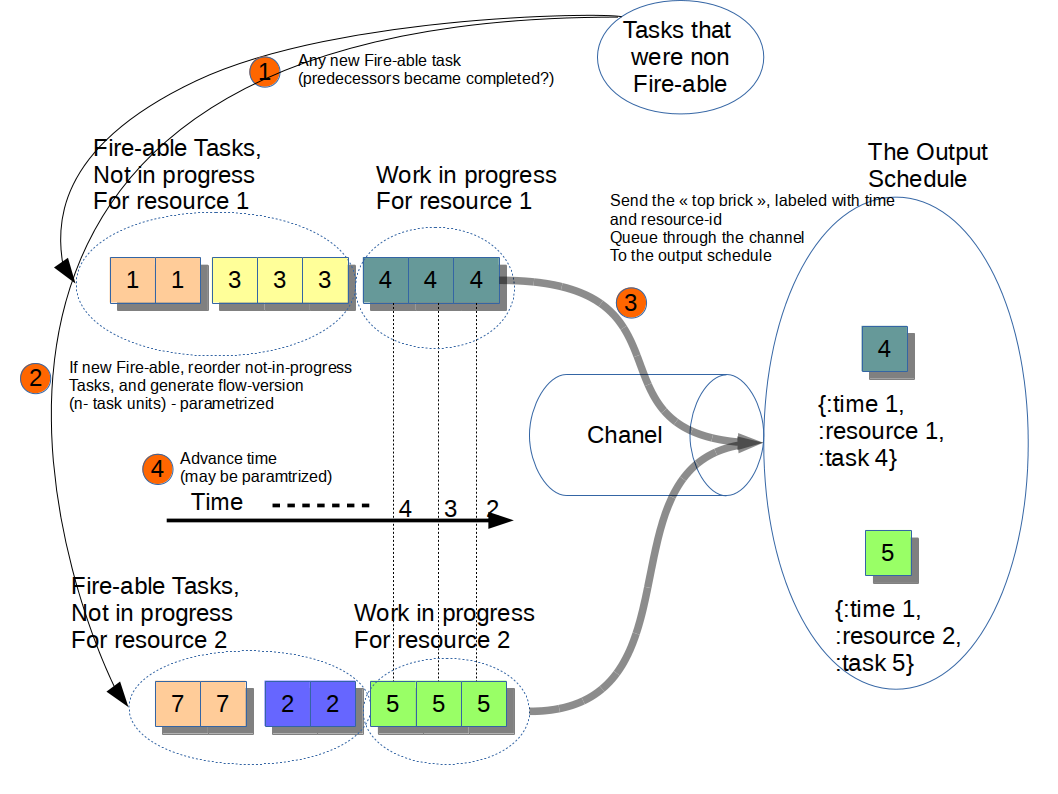 Tasks that
were non
Fire-able
1
Any new Fire-able task
(predecessors became completed?)
Fire-able Tasks,
Not in progress
For resource 1
Work in progress
For resource 1
The Output
Schedule
Send the « top brick », labeled with time
and resource-id
Queue through the channel
To the output schedule
1 1 3 3 3 4 4 4
3
4
{:time 1,
:resource 1,
:task 4}
2
If new Fire-able, reorder not-in-progress
Tasks, and generate flow-version
(n- task units) - parametrized
Chanel
4
Advance time
(may be paramtrized)
Time
4 3 2
5
{:time 1,
:resource 2,
:task 5}
Fire-able Tasks,
Not in progress
For resource 2
Work in progress
For resource 2
7 7 2 2 5 5 5